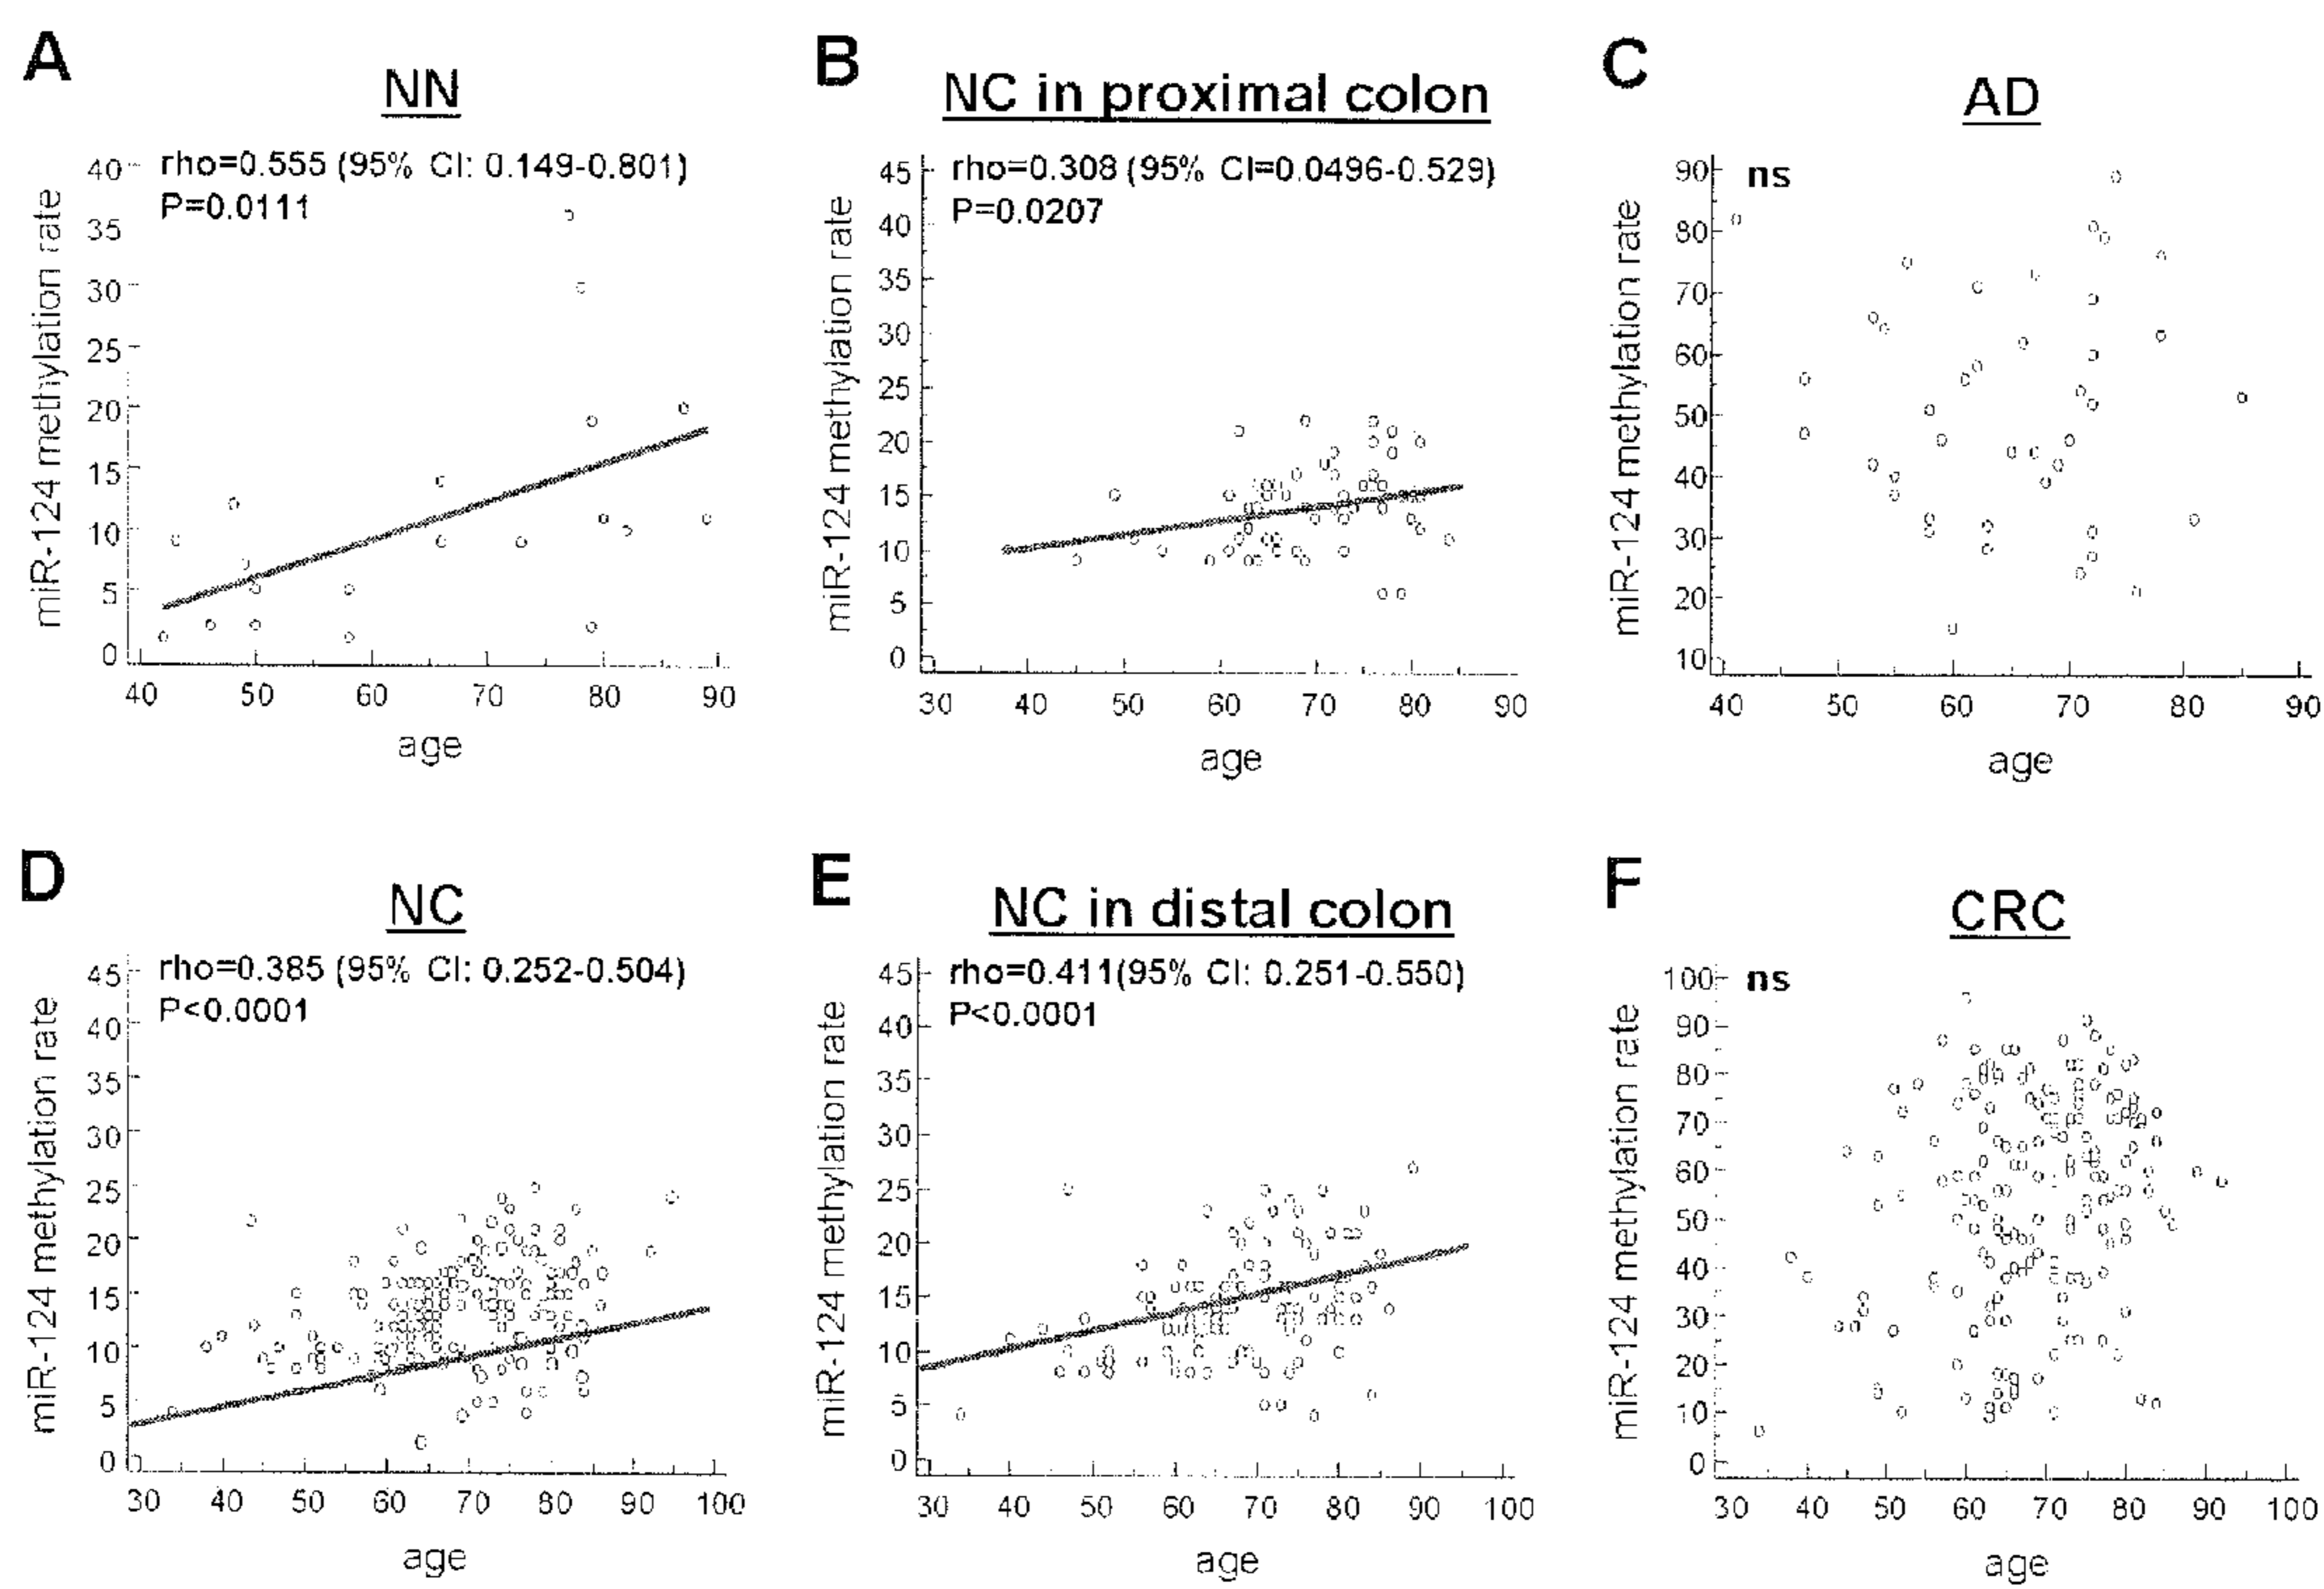 A
NN
rho=0.555 (95% CI: 0.149-0.801)
P=0.0111
miR-124 methylation rate
40
35
30
25
20
15
10
5
0
40 50 60 70 80 90
age
B
NC in proximal colon
rho=0.308 (95% CI=0.0496-0.529)
P=0.0207
miR-124 methylation rate
45
40
35
30
25
20
15
10
5
0
30 40 50 60 70 80 90
age
C
AD
ns
miR-124 methylation rate
90
80
70
60
50
40
30
20
10
40 50 60 70 80 90
age
D
NC
rho=0.385 (95% CI: 0.252-0.504)
P<0.0001
miR-124 methylation rate
45
40
35
30
25
20
15
10
5
0
30 40 50 60 70 80 90 100
age
E
NC in distal colon
rho=0.411(95% CI: 0.251-0.550)
P<0.0001
miR-124 methylation rate
45
40
35
30
25
20
15
10
5
0
30 40 50 60 70 80 90 100
age
F
CRC
ns
miR-124 methylation rate
100
90
80
70
60
50
40
30
20
10
0
30 40 50 60 70 80 90 100
age